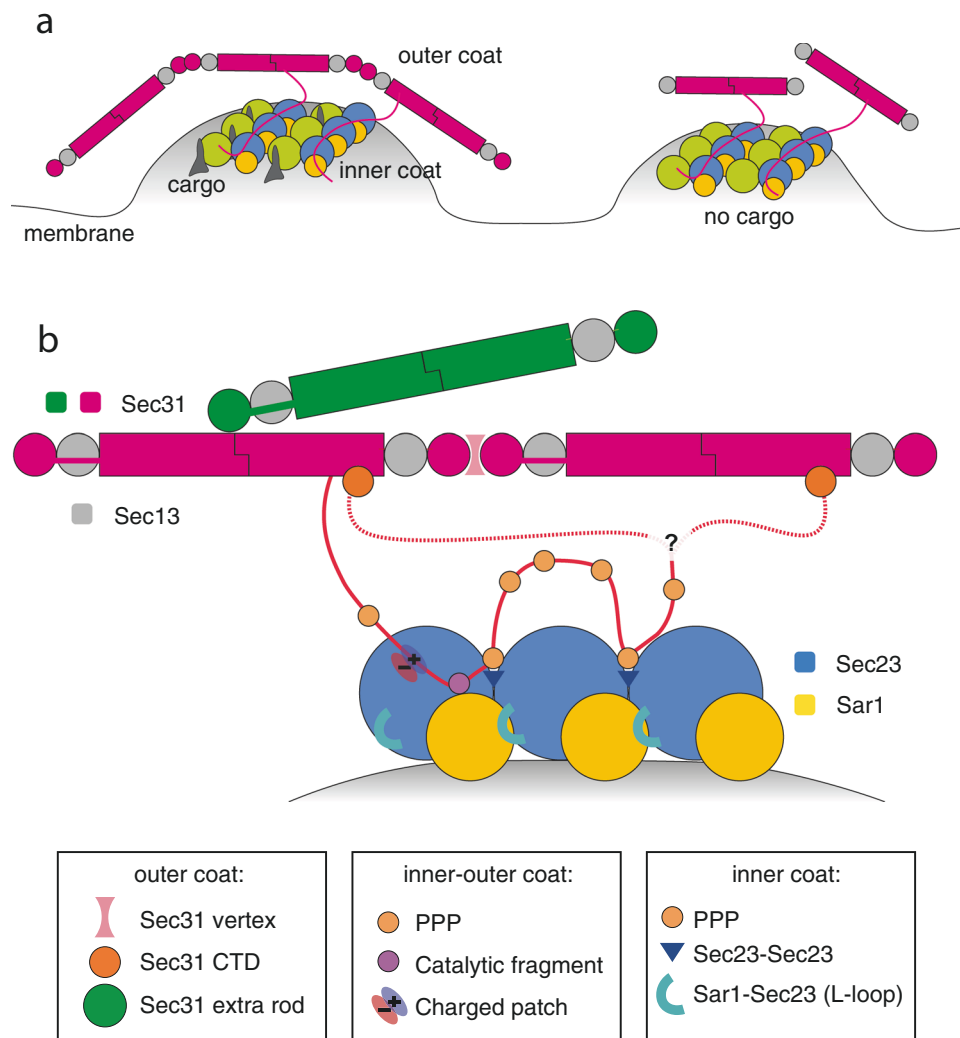 a
outer coat
cargo
inner coat
membrane
no cargo
b
Sec31
Sec13
?
+
−
Sec23
Sar1
outer coat:
Sec31 vertex
Sec31 CTD
Sec31 extra rod
inner-outer coat:
PPP
Catalytic fragment
+
−
Charged patch
inner coat:
PPP
Sec23-Sec23
Sar1-Sec23 (L-loop)